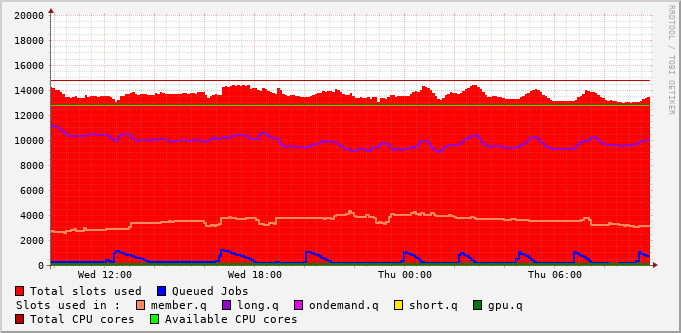 20000
18000
16000
14000
12000
10000
8000
6000
4000
2000
0
Wed 12:00 Wed 18:00 Thu 00:00 Thu 06:00
RRDTOOL / TOBI OETIKER
Total slots used Queued Jobs
Slots used in : member.q long.q ondemand.q short.q gpu.q
Total CPU cores Available CPU cores